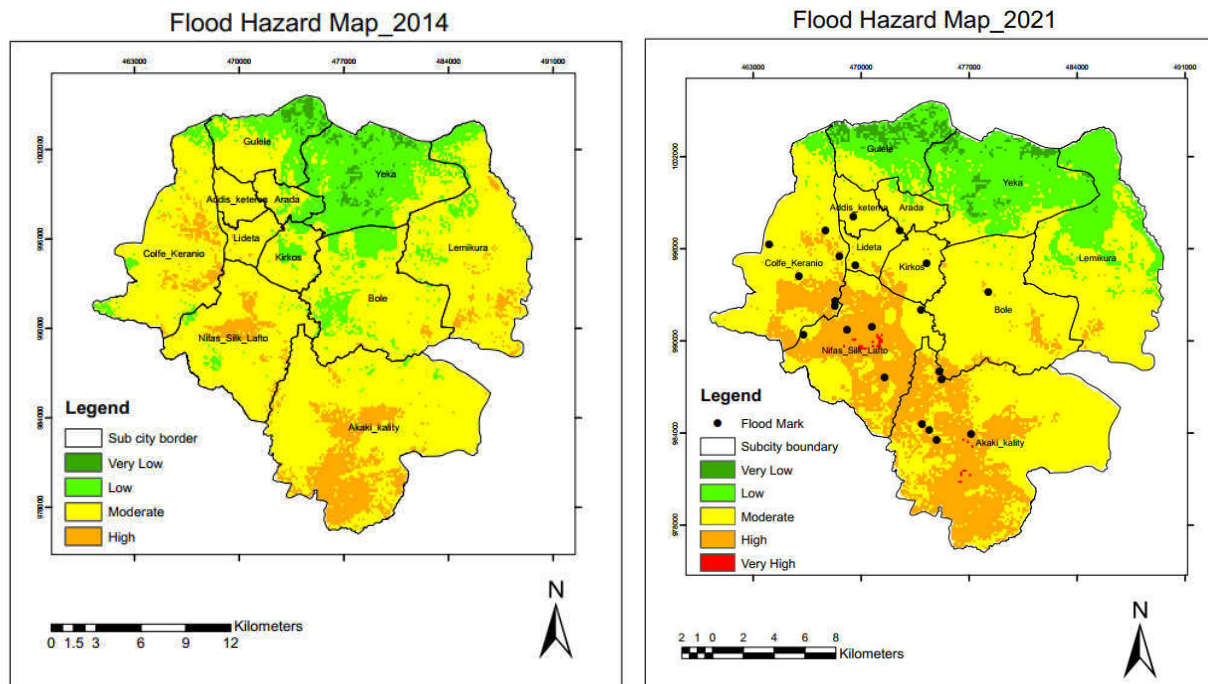 Flood Hazard Map_2014
463000 470000 477000 484000 491000
1002000
996000
990000
984000
978000
Gulele
Yeka
Addis_ketema
Arada
Lideta
Lemikura
Colfe_Keranio
Kirkos
Bole
Nifas_Silk_Lafto
Akaki_kality
Legend
Sub city border
Very Low
Low
Moderate
High
N
Kilometers
0 1.5 3 6 9 12
Flood Hazard Map_2021
463000 470000 477000 484000 491000
1002000
996000
990000
984000
978000
Gulele
Yeka
Addis_ketema
Arada
Lideta
Lemikura
Colfe_Keranio
Kirkos
Bole
Nifas_Silk_Lafto
Akaki_kality
Legend
Flood Mark
Subcity boundary
Very Low
Low
Moderate
High
Very High
N
2 1 0 2 4 6 8
Kilometers